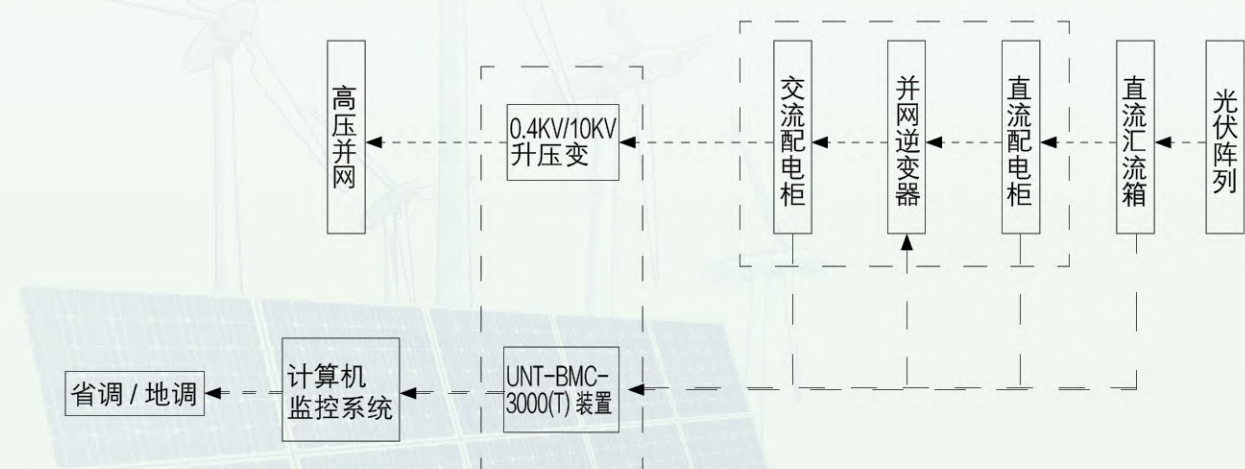 高压并网
0.4KV/10KV
升压变
交流配电柜
并网逆变器
直流配电柜
直流汇流箱
光伏阵列
省调 / 地调
计算机
监控系统
UNT-BMC-
3000(T) 装置